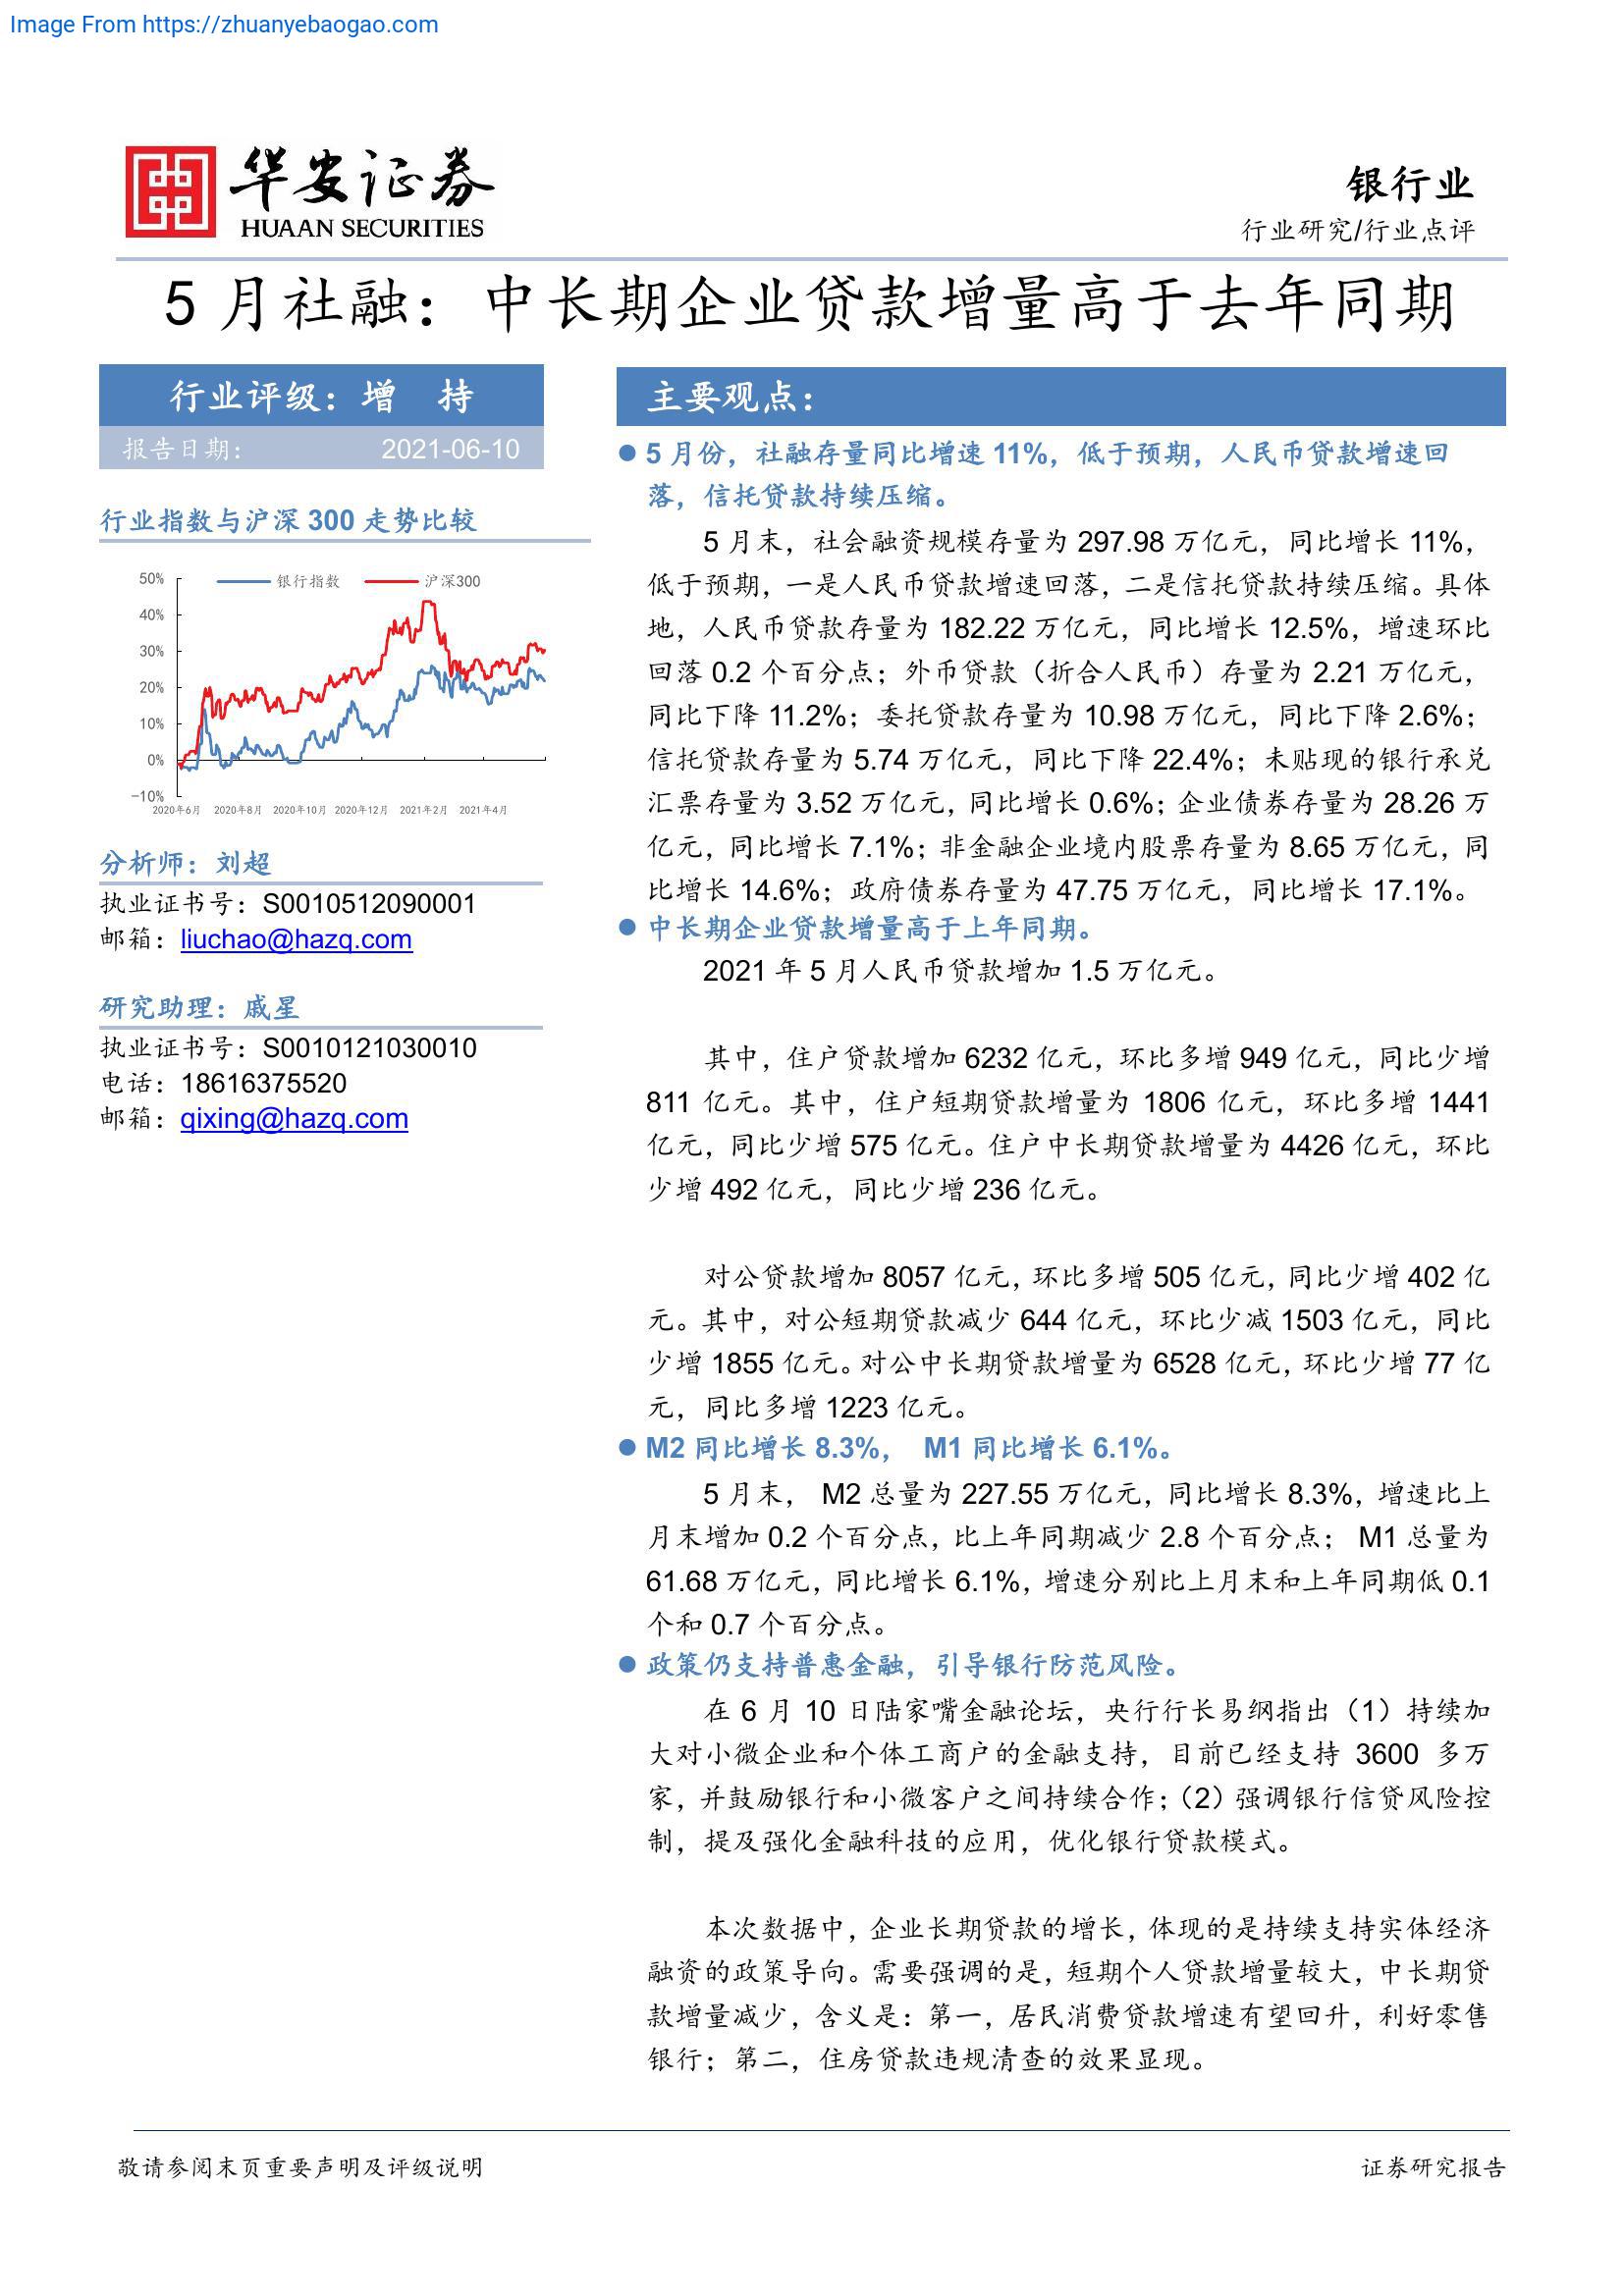 Image From https://zhuanyebaogao.com
华安证券
HUAAN SECURITIES
银行业
行业研究/行业点评
5 月社融：中长期企业贷款增量高于去年同期
行业评级：增 持
报告日期： 2021-06-10
行业指数与沪深 300 走势比较
银行指数 沪深300
50%
40%
30%
20%
10%
0%
-10%
2020年6月 2020年8月 2020年10月 2020年12月 2021年2月 2021年4月
分析师：刘超
执业证书号：S0010512090001
邮箱：liuchao@hazq.com
研究助理：戚星
执业证书号：S0010121030010
电话：18616375520
邮箱：qixing@hazq.com
主要观点：
● 5 月份，社融存量同比增速 11%，低于预期，人民币贷款增速回
落，信托贷款持续压缩。
5 月末，社会融资规模存量为 297.98 万亿元，同比增长 11%，
低于预期，一是人民币贷款增速回落，二是信托贷款持续压缩。具体
地，人民币贷款存量为 182.22 万亿元，同比增长 12.5%，增速环比
回落 0.2 个百分点；外币贷款（折合人民币）存量为 2.21 万亿元，
同比下降 11.2%；委托贷款存量为 10.98 万亿元，同比下降 2.6%；
信托贷款存量为 5.74 万亿元，同比下降 22.4%；未贴现的银行承兑
汇票存量为 3.52 万亿元，同比增长 0.6%；企业债券存量为 28.26 万
亿元，同比增长 7.1%；非金融企业境内股票存量为 8.65 万亿元，同
比增长 14.6%；政府债券存量为 47.75 万亿元，同比增长 17.1%。
● 中长期企业贷款增量高于上年同期。
2021 年 5 月人民币贷款增加 1.5 万亿元。
其中，住户贷款增加 6232 亿元，环比多增 949 亿元，同比少增
811 亿元。其中，住户短期贷款增量为 1806 亿元，环比多增 1441
亿元，同比少增 575 亿元。住户中长期贷款增量为 4426 亿元，环比
少增 492 亿元，同比少增 236 亿元。
对公贷款增加 8057 亿元，环比多增 505 亿元，同比少增 402 亿
元。其中，对公短期贷款减少 644 亿元，环比少减 1503 亿元，同比
少增 1855 亿元。对公中长期贷款增量为 6528 亿元，环比少增 77 亿
元，同比多增 1223 亿元。
● M2 同比增长 8.3%， M1 同比增长 6.1%。
5 月末， M2 总量为 227.55 万亿元，同比增长 8.3%，增速比上
月末增加 0.2 个百分点，比上年同期减少 2.8 个百分点； M1 总量为
61.68 万亿元，同比增长 6.1%，增速分别比上月末和上年同期低 0.1
个和 0.7 个百分点。
● 政策仍支持普惠金融，引导银行防范风险。
在 6 月 10 日陆家嘴金融论坛，央行行长易纲指出（1）持续加
大对小微企业和个体工商户的金融支持，目前已经支持 3600 多万
家，并鼓励银行和小微客户之间持续合作；（2）强调银行信贷风险控
制，提及强化金融科技的应用，优化银行贷款模式。
本次数据中，企业长期贷款的增长，体现的是持续支持实体经济
融资的政策导向。需要强调的是，短期个人贷款增量较大，中长期贷
款增量减少，含义是：第一，居民消费贷款增速有望回升，利好零售
银行；第二，住房贷款违规清查的效果显现。
敬请参阅末页重要声明及评级说明
证券研究报告